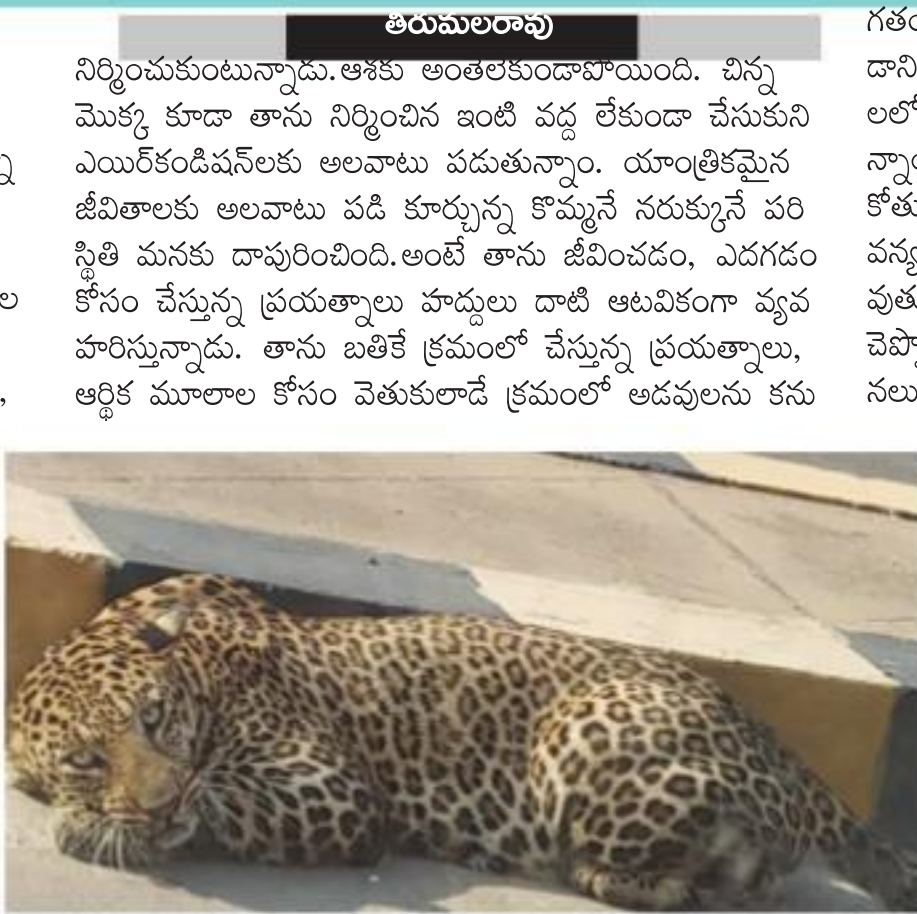 తిరుమలరావు
నిర్మించుకుంటున్నాడు. ఆశకు అంతేలేకుండాపోయింది. చిన్న
మొక్క కూడా తాను నిర్మించిన ఇంటి వద్ద లేకుండా చేసుకుని
ఎయిర్‌కండిషన్‌లకు అలవాటు పడుతున్నాం. యాంత్రికమైన
జీవితాలకు అలవాటు పడి కూర్చున్న కొమ్మనే నరుక్కునే పరి
స్థితి మనకు దాపురించింది. అంటే తాను జీవించడం, ఎదగడం
కోసం చేస్తున్న ప్రయత్నాలు హద్దులు దాటి ఆటవికంగా వ్యవ
హరిస్తున్నాడు. తాను బతికే క్రమంలో చేస్తున్న ప్రయత్నాలు,
ఆర్థిక మూలాల కోసం వెతుకులాడే క్రమంలో అడవులను కను